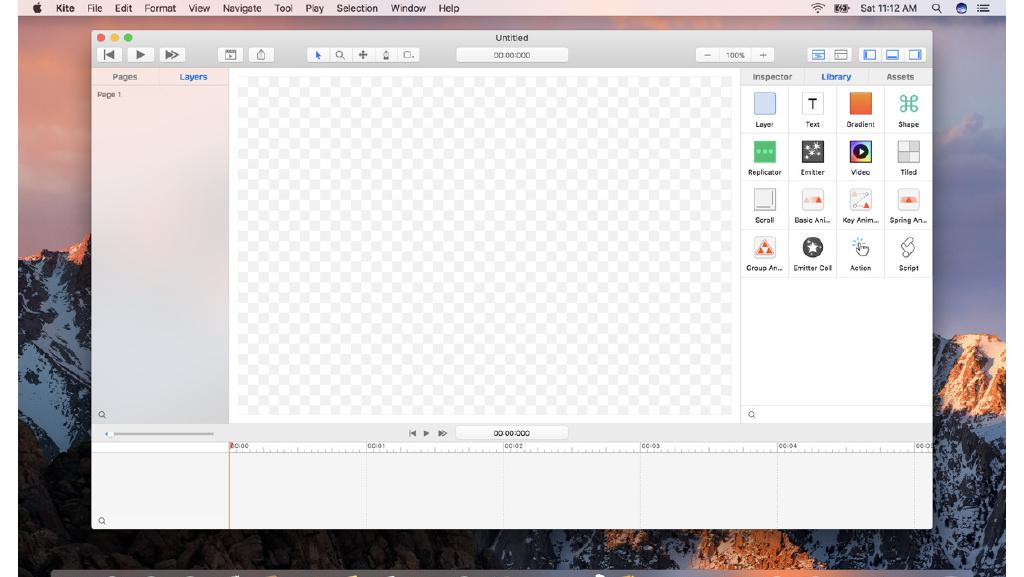 Kite File Edit Format View Navigate Tool Play Selection Window Help Sat 11:12 AM
Untitled
00:00:000 100%
Pages Layers Inspector Library Assets
Page 1
Layer Text Gradient Shape
Replicator Emitter Video Tiled
Scroll Basic Ani... Key Anim... Spring An...
Group An... Emitter Cell Action Script
00:00:000
00:00 00:01 00:02 00:03 00:04 00:05